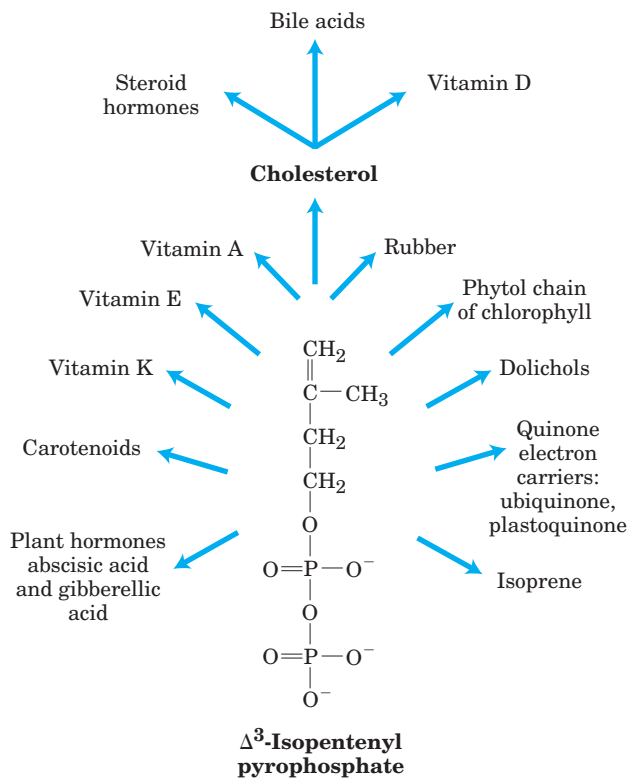 Bile acids
Steroid
hormones
Vitamin D
Cholesterol
Vitamin A
Rubber
Vitamin E
Phytol chain
of chlorophyll
Vitamin K
Dolichols
Carotenoids
Quinone
electron
carriers:
ubiquinone,
plastoquinone
Plant hormones
abscisic acid
and gibberellic
acid
Isoprene
CH₂
C—CH₃
CH₂
CH₂
O
O=P—O⁻
O
O=P—O⁻
O⁻
Δ³-Isopentenyl
pyrophosphate